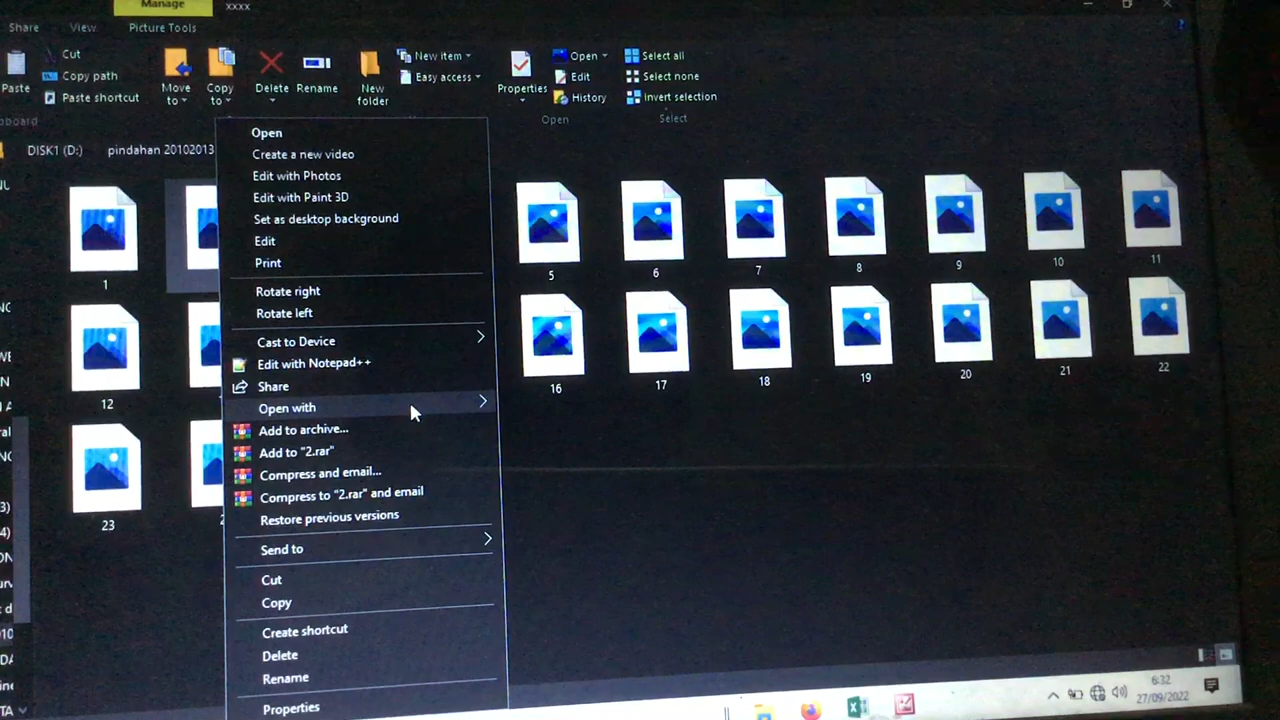 Manage
xxxx
Share
View
Picture Tools
Paste
Cut
Copy path
Paste shortcut
Move to
Copy to
Delete
Rename
New folder
New item
Easy access
Properties
Open
Edit
History
Select all
Select none
Invert selection
Open
Select
DISK1 (D:)
pindahan 20102013
Open
Create a new video
Edit with Photos
Edit with Paint 3D
Set as desktop background
Edit
Print
Rotate right
Rotate left
Cast to Device
Edit with Notepad++
Share
Open with
Add to archive...
Add to "2.rar"
Compress and email...
Compress to "2.rar" and email
Restore previous versions
Send to
Cut
Copy
Create shortcut
Delete
Rename
Properties
1
5
6
7
8
9
10
11
12
16
17
18
19
20
21
22
23
6:32
27/09/2022